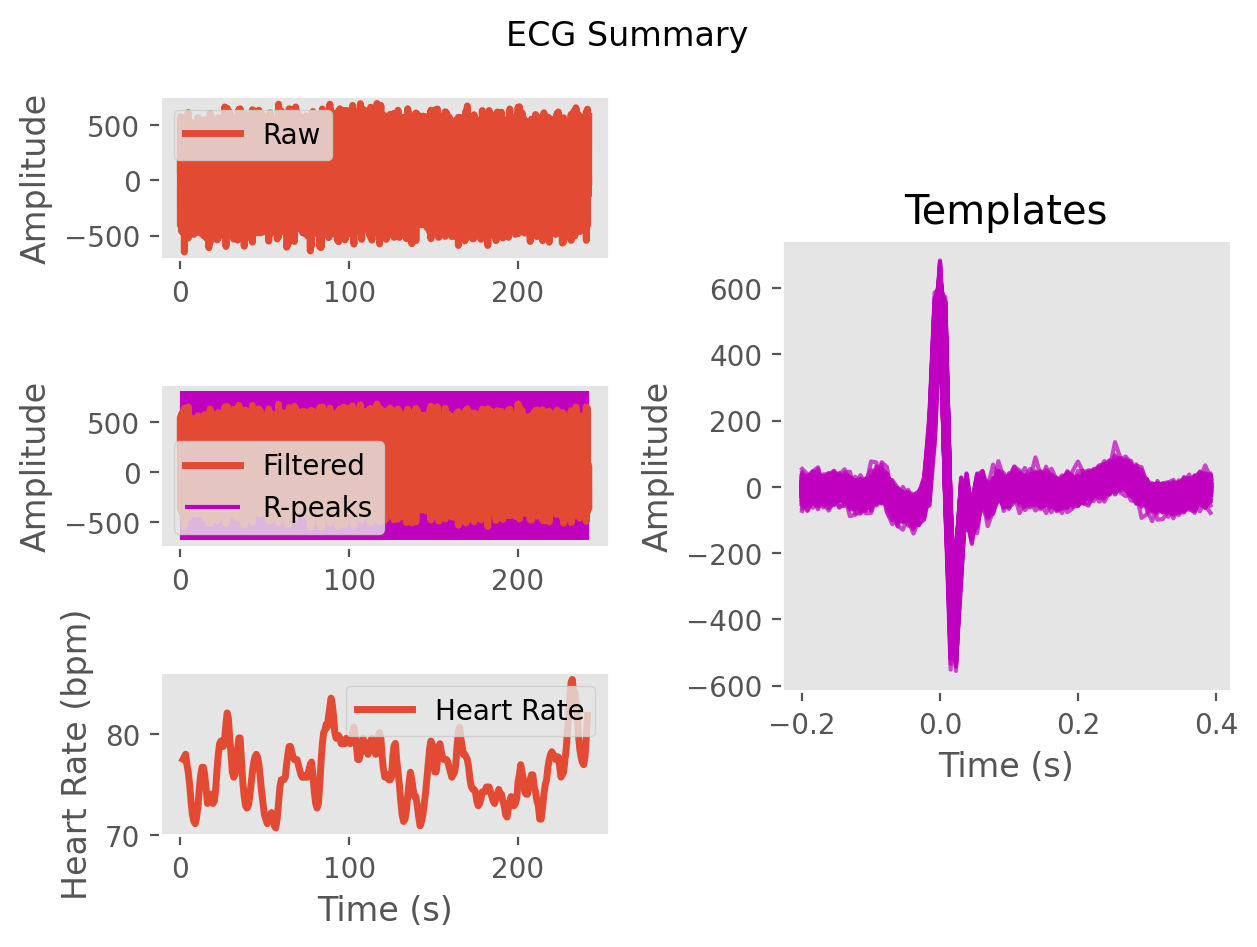 ECG Summary
Amplitude
500
0
−500
Raw
0 100 200
Amplitude
500
0
−500
Filtered
R-peaks
0 100 200
Heart Rate (bpm)
80
70
Heart Rate
0 100 200
Time (s)
Templates
Amplitude
600
400
200
0
−200
−400
−600
−0.2 0.0 0.2 0.4
Time (s)